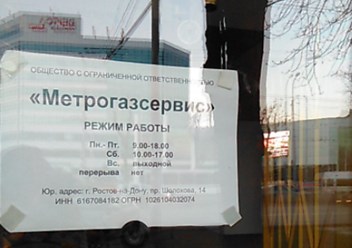 ОБЩЕСТВО С ОГРАНИЧЕННОЙ ОТВЕТСТВЕННОСТЬЮ
«Метрогазсервис»
РЕЖИМ РАБОТЫ
Пн.- Пт. 9.00-18.00
Сб. 10.00-17.00
Вс. выходной
перерыва нет
Юр. адрес: г. Ростов-на-Дону, пр. Шолохова, 14
ИНН 6167084182 ОГРН 1026104032074